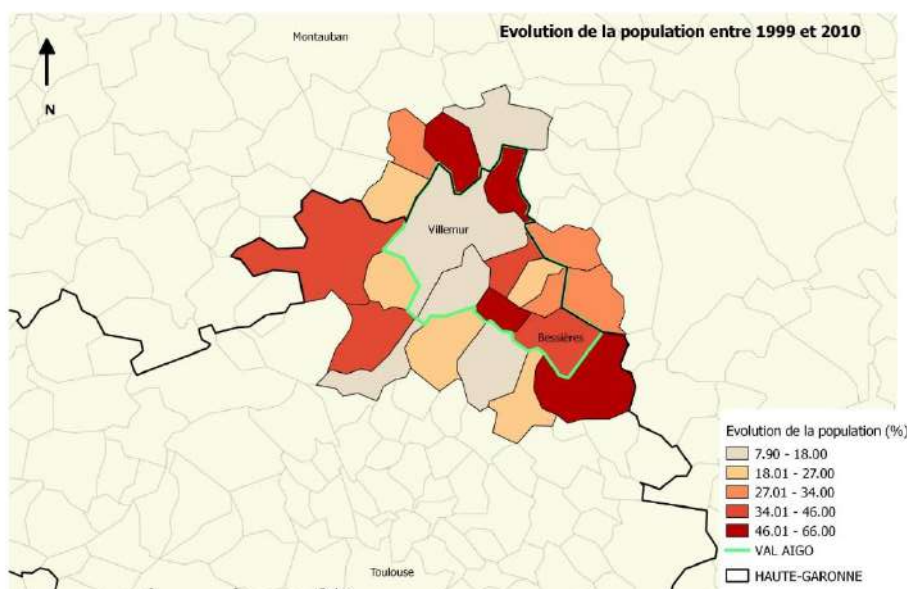 Evolution de la population entre 1999 et 2010
Montauban
N
Villemur
Bessières
Toulouse
Evolution de la population (%)
7.90 - 18.00
18.01 - 27.00
27.01 - 34.00
34.01 - 46.00
46.01 - 66.00
VAL AIGO
HAUTE-GARONNE